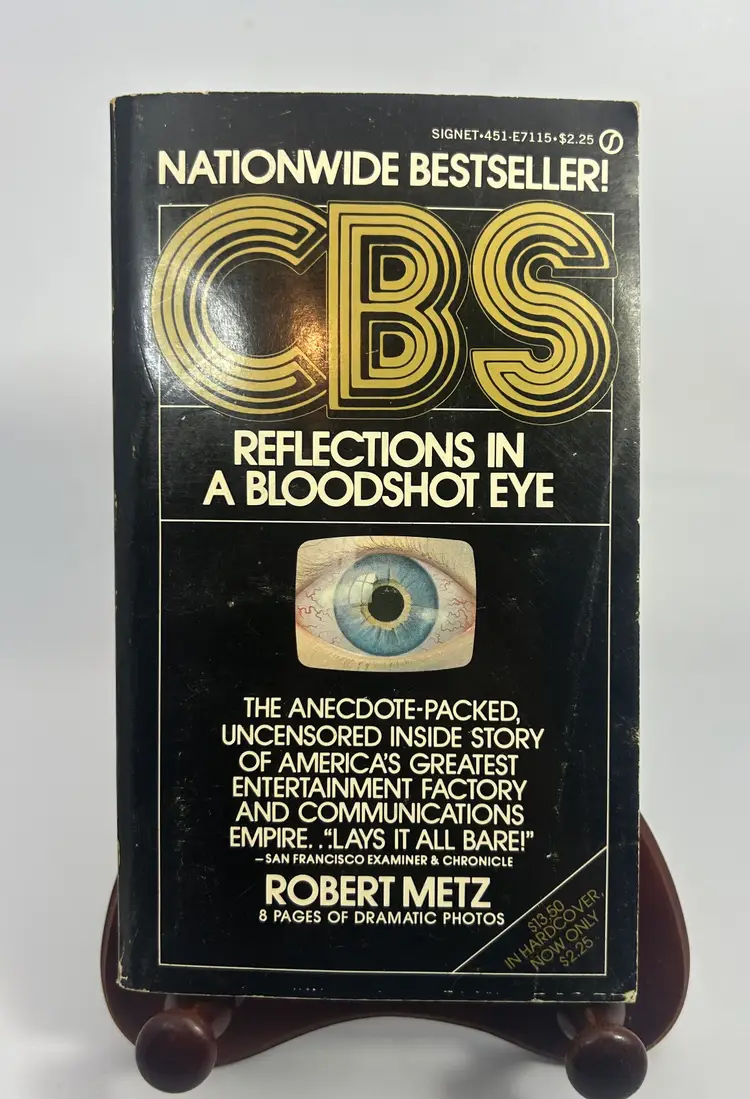 SIGNET•451-E7115•$2.25
NATIONWIDE BESTSELLER!
CBS
REFLECTIONS IN
A BLOODSHOT EYE
THE ANECDOTE-PACKED,
UNCENSORED INSIDE STORY
OF AMERICA'S GREATEST
ENTERTAINMENT FACTORY
AND COMMUNICATIONS
EMPIRE..."LAYS IT ALL BARE!"
—SAN FRANCISCO EXAMINER & CHRONICLE
ROBERT METZ
8 PAGES OF DRAMATIC PHOTOS
$13.50
IN HARDCOVER,
NOW ONLY
$2.25